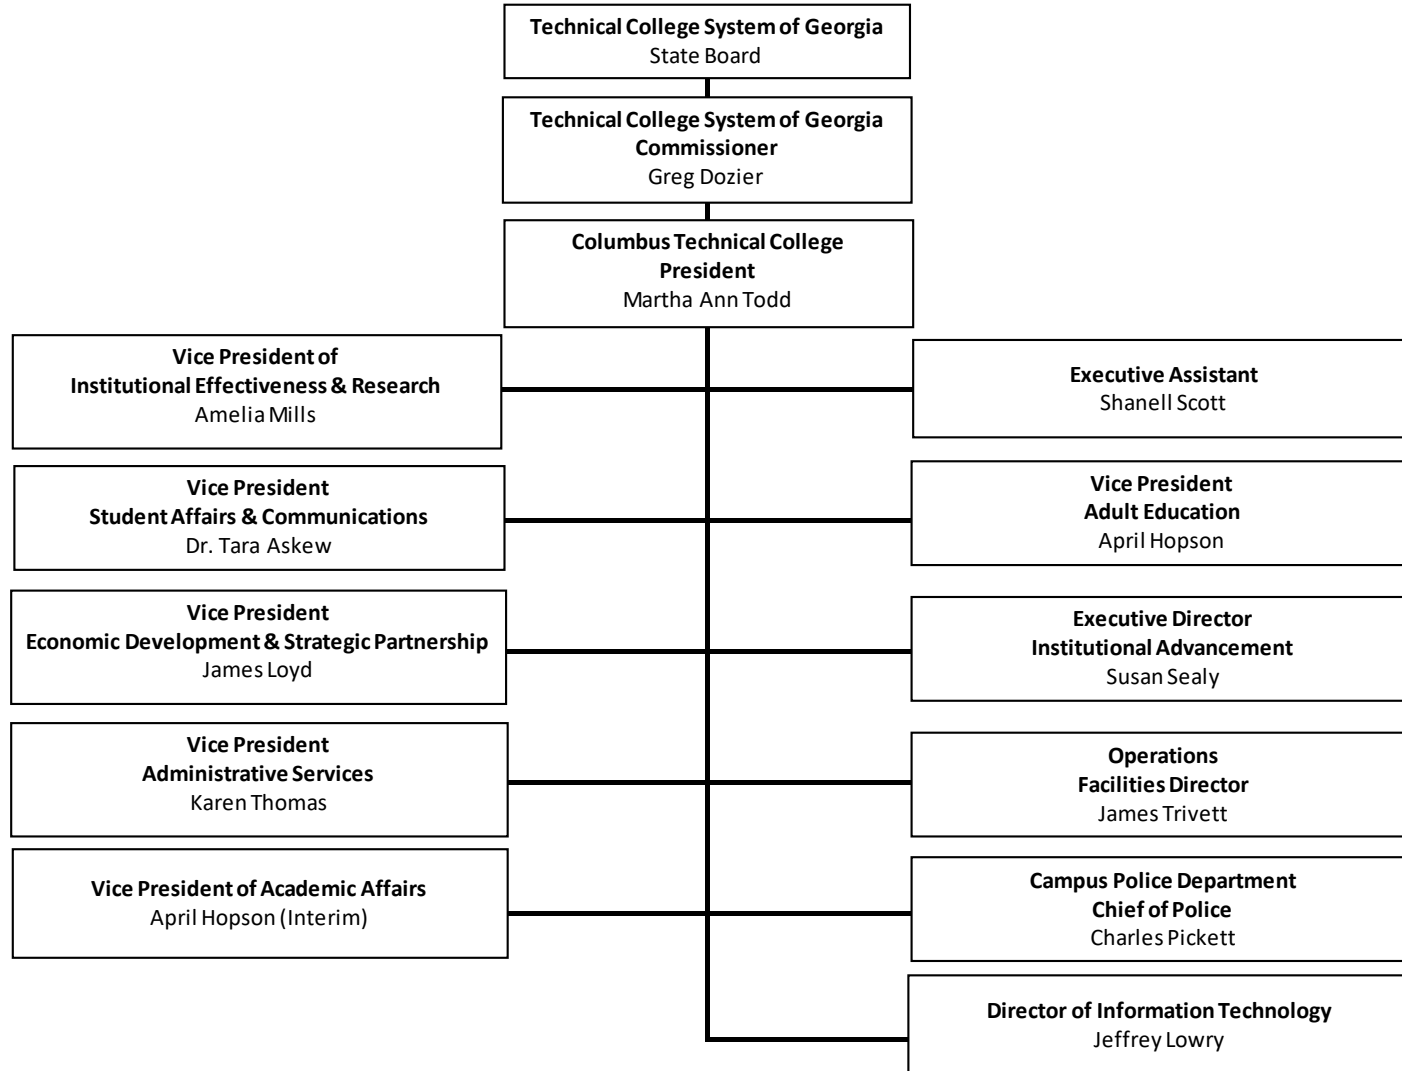 Technical College System of Georgia
State Board
Technical College System of Georgia
Commissioner
Greg Dozier
Columbus Technical College
President
Martha Ann Todd
Vice President of
Institutional Effectiveness & Research
Amelia Mills
Executive Assistant
Shanell Scott
Vice President
Student Affairs & Communications
Dr. Tara Askew
Vice President
Adult Education
April Hopson
Vice President
Economic Development & Strategic Partnership
James Loyd
Executive Director
Institutional Advancement
Susan Sealy
Vice President
Administrative Services
Karen Thomas
Operations
Facilities Director
James Trivett
Vice President of Academic Affairs
April Hopson (Interim)
Campus Police Department
Chief of Police
Charles Pickett
Director of Information Technology
Jeffrey Lowry